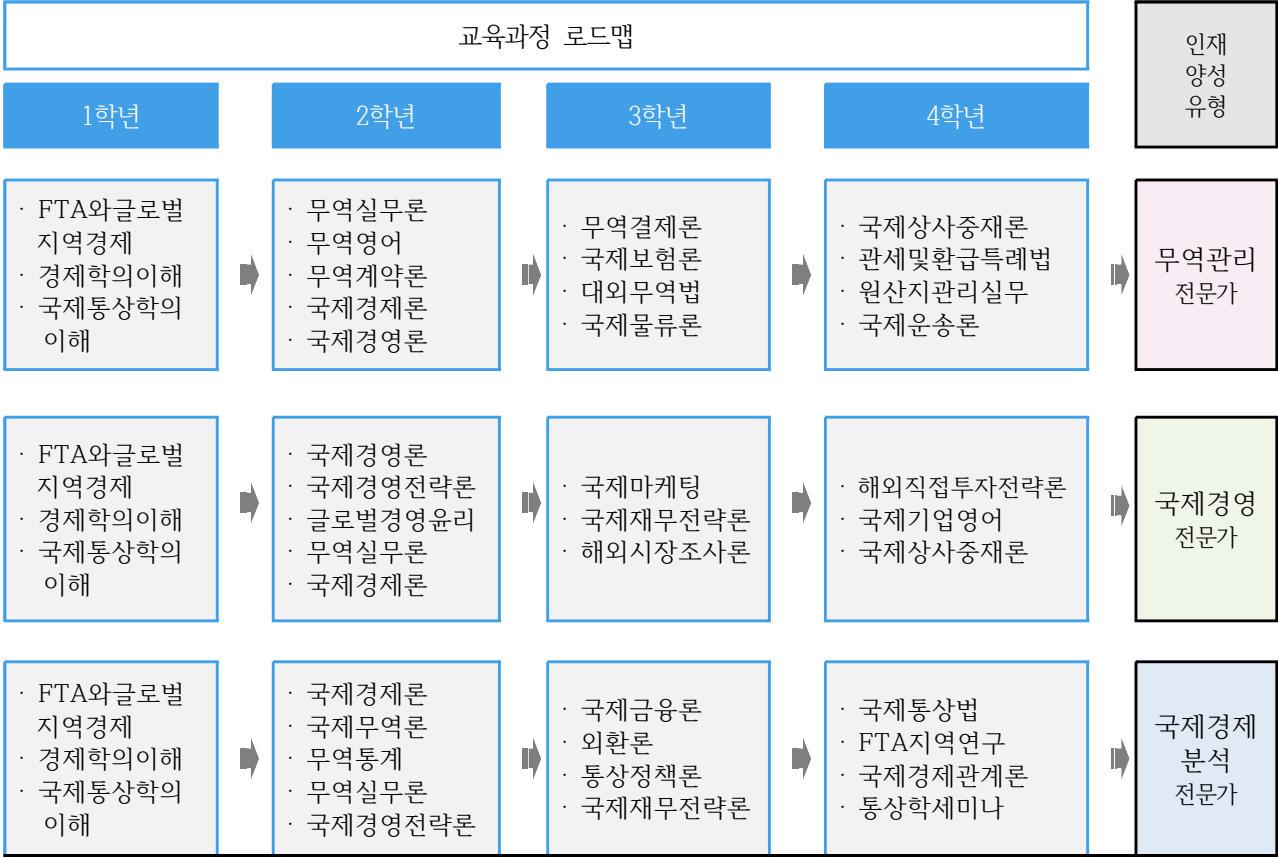 교육과정 로드맵
인재
양성
유형
1학년
2학년
3학년
4학년
· FTA와글로벌
지역경제
· 경제학의이해
· 국제통상학의
이해
· 무역실무론
· 무역영어
· 무역계약론
· 국제경제론
· 국제경영론
· 무역결제론
· 국제보험론
· 대외무역법
· 국제물류론
· 국제상사중재론
· 관세및환급특례법
· 원산지관리실무
· 국제운송론
무역관리
전문가
· FTA와글로벌
지역경제
· 경제학의이해
· 국제통상학의
이해
· 국제경영론
· 국제경영전략론
· 글로벌경영윤리
· 무역실무론
· 국제경제론
· 국제마케팅
· 국제재무전략론
· 해외시장조사론
· 해외직접투자전략론
· 국제기업영어
· 국제상사중재론
국제경영
전문가
· FTA와글로벌
지역경제
· 경제학의이해
· 국제통상학의
이해
· 국제경제론
· 국제무역론
· 무역통계
· 무역실무론
· 국제경영전략론
· 국제금융론
· 외환론
· 통상정책론
· 국제재무전략론
· 국제통상법
· FTA지역연구
· 국제경제관계론
· 통상학세미나
국제경제
분석
전문가